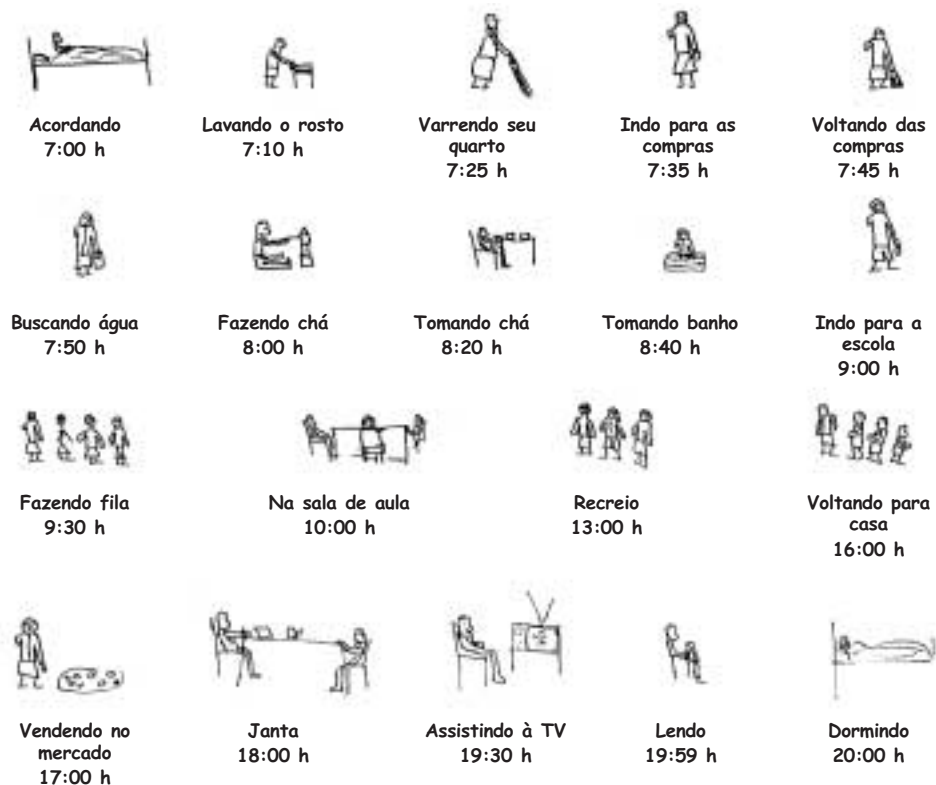 Acordando
7:00 h
Lavando o rosto
7:10 h
Varrendo seu
quarto
7:25 h
Indo para as
compras
7:35 h
Voltando das
compras
7:45 h
Buscando água
7:50 h
Fazendo chá
8:00 h
Tomando chá
8:20 h
Tomando banho
8:40 h
Indo para a
escola
9:00 h
Fazendo fila
9:30 h
Na sala de aula
10:00 h
Recreio
13:00 h
Voltando para
casa
16:00 h
Vendendo no
mercado
17:00 h
Janta
18:00 h
Assistindo à TV
19:30 h
Lendo
19:59 h
Dormindo
20:00 h